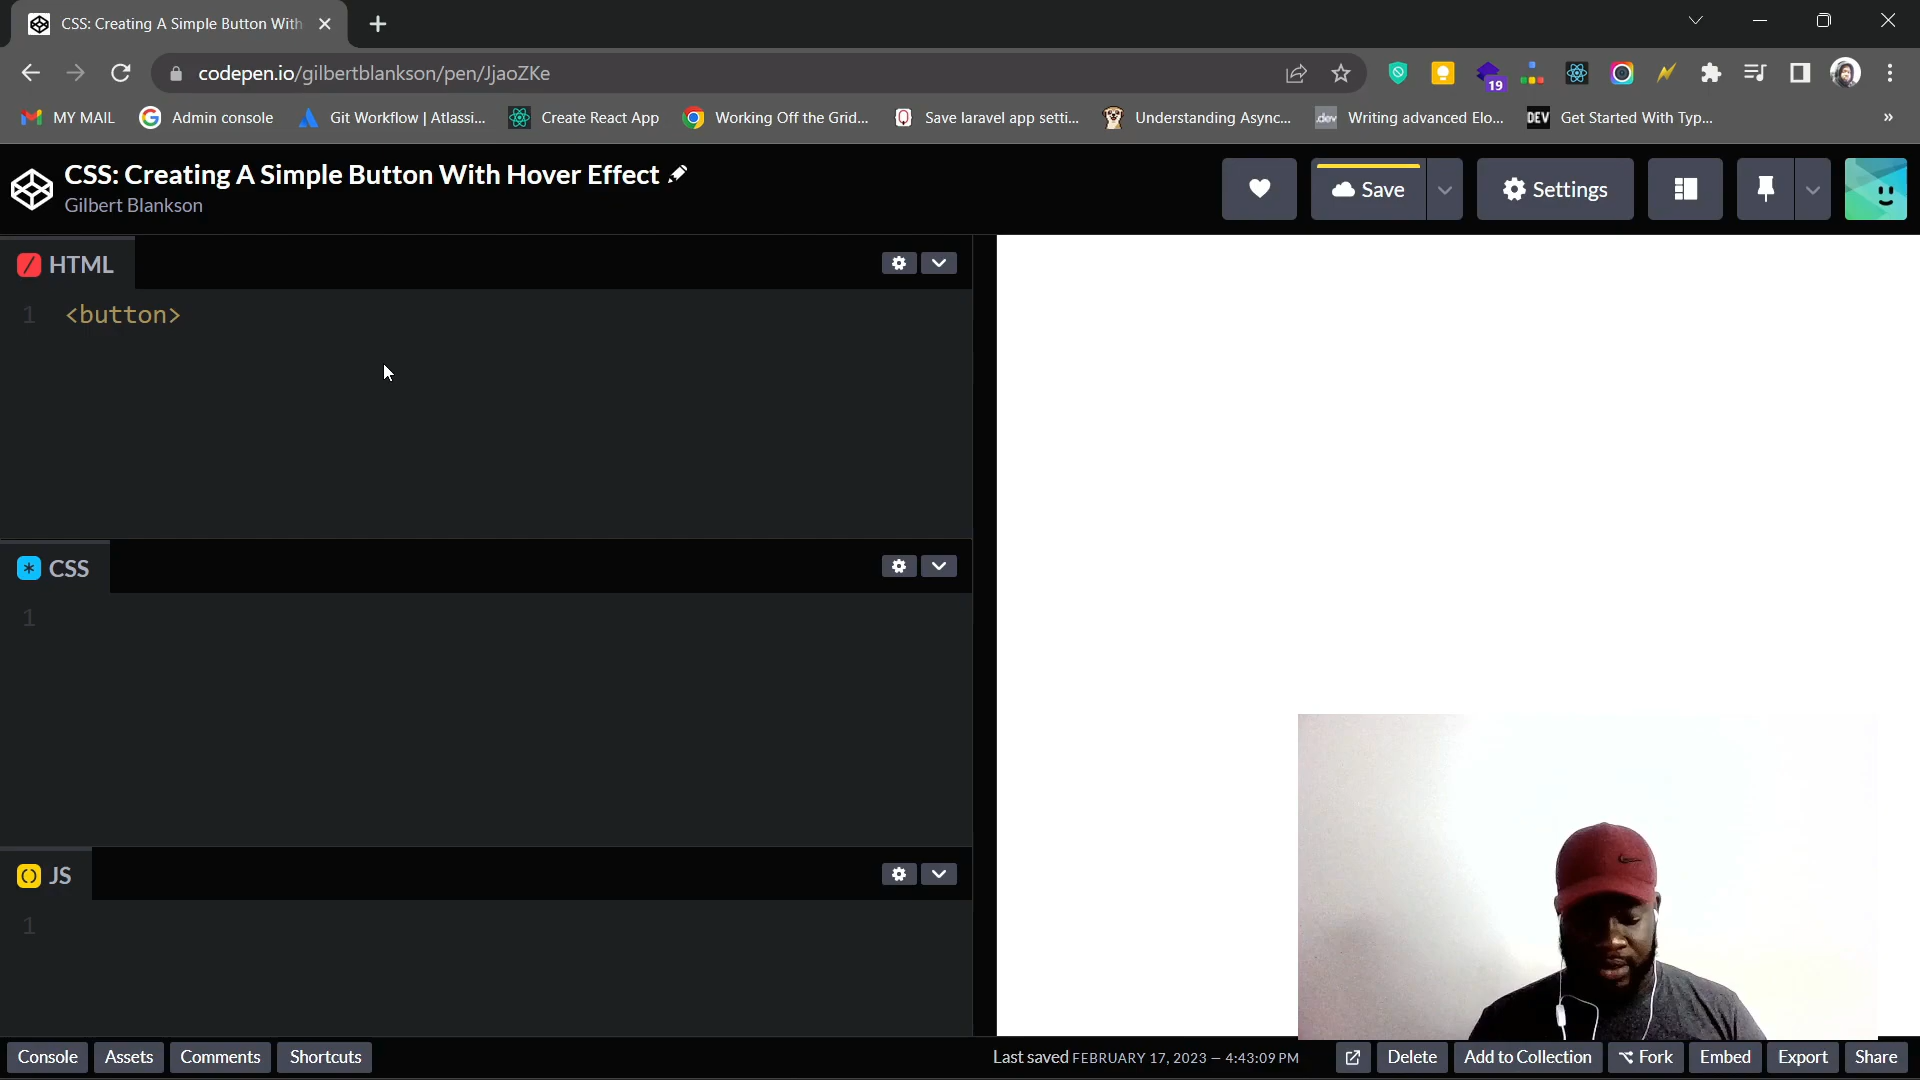 CSS: Creating A Simple Button With
codepen.io/gilbertblankson/pen/JjaoZKe
19
MY MAIL
Admin console
Git Workflow | Atlassi...
Create React App
Working Off the Grid...
Save laravel app setti...
Understanding Async...
.dev
Writing advanced Elo...
DEV
Get Started With Typ...
»
CSS: Creating A Simple Button With Hover Effect
Gilbert Blankson
Save
Settings
HTML
1 <button>
CSS
1
JS
1
Console
Assets
Comments
Shortcuts
Last saved FEBRUARY 17, 2023 — 4:43:09 PM
Delete
Add to Collection
Fork
Embed
Export
Share